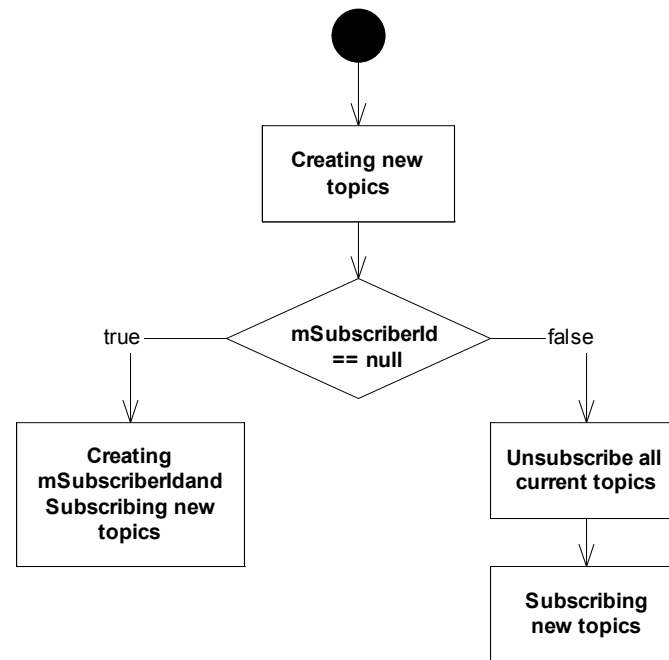 Creating new
topics
mSubscriberId
== null
true
false
Creating
mSubscriberIdand
Subscribing new
topics
Unsubscribe all
current topics
Subscribing
new topics